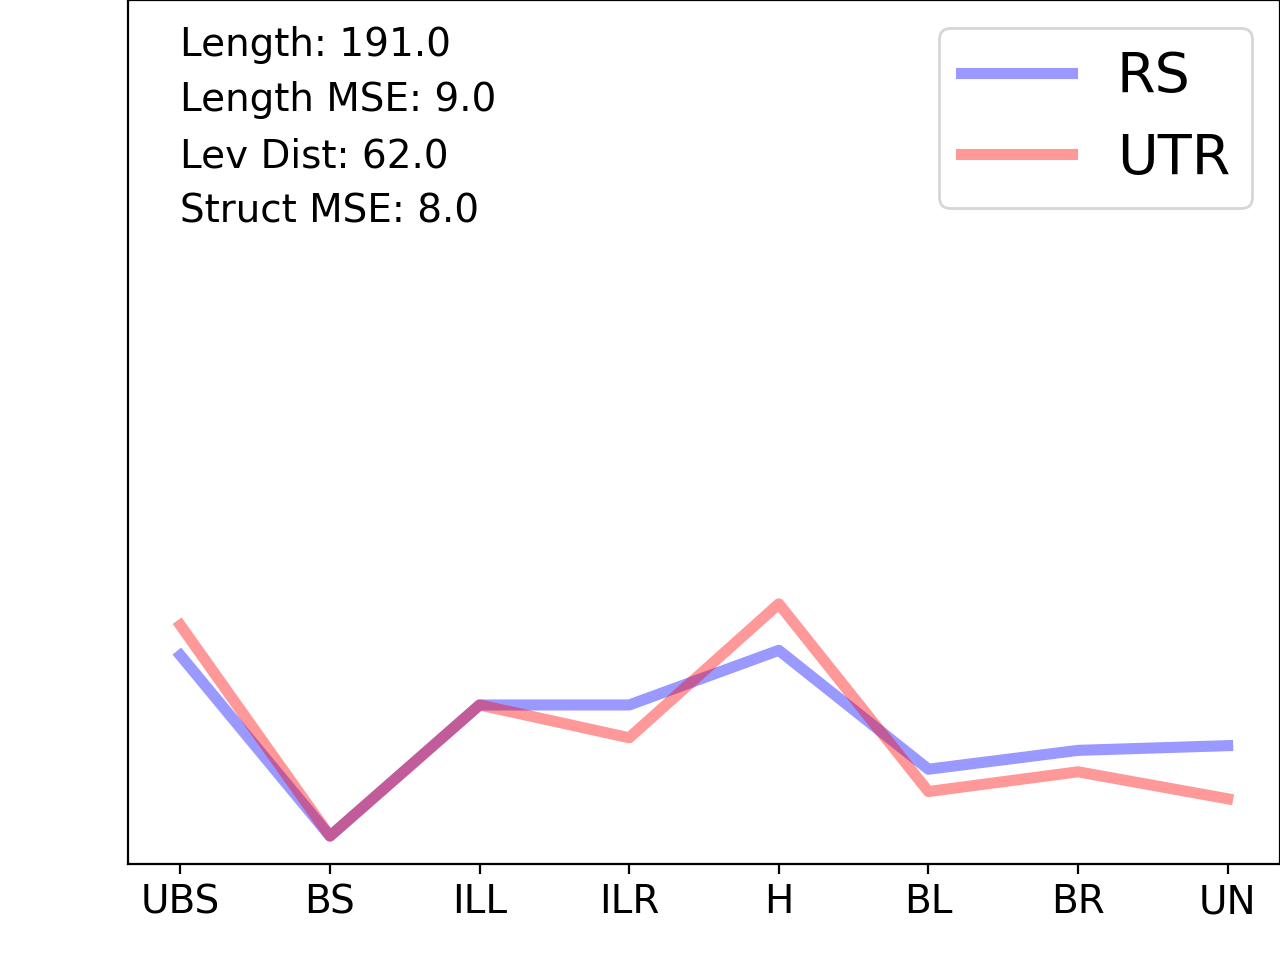 Length: 191.0
Length MSE: 9.0
Lev Dist: 62.0
Struct MSE: 8.0
RS
UTR
UBS BS ILL ILR H BL BR UN